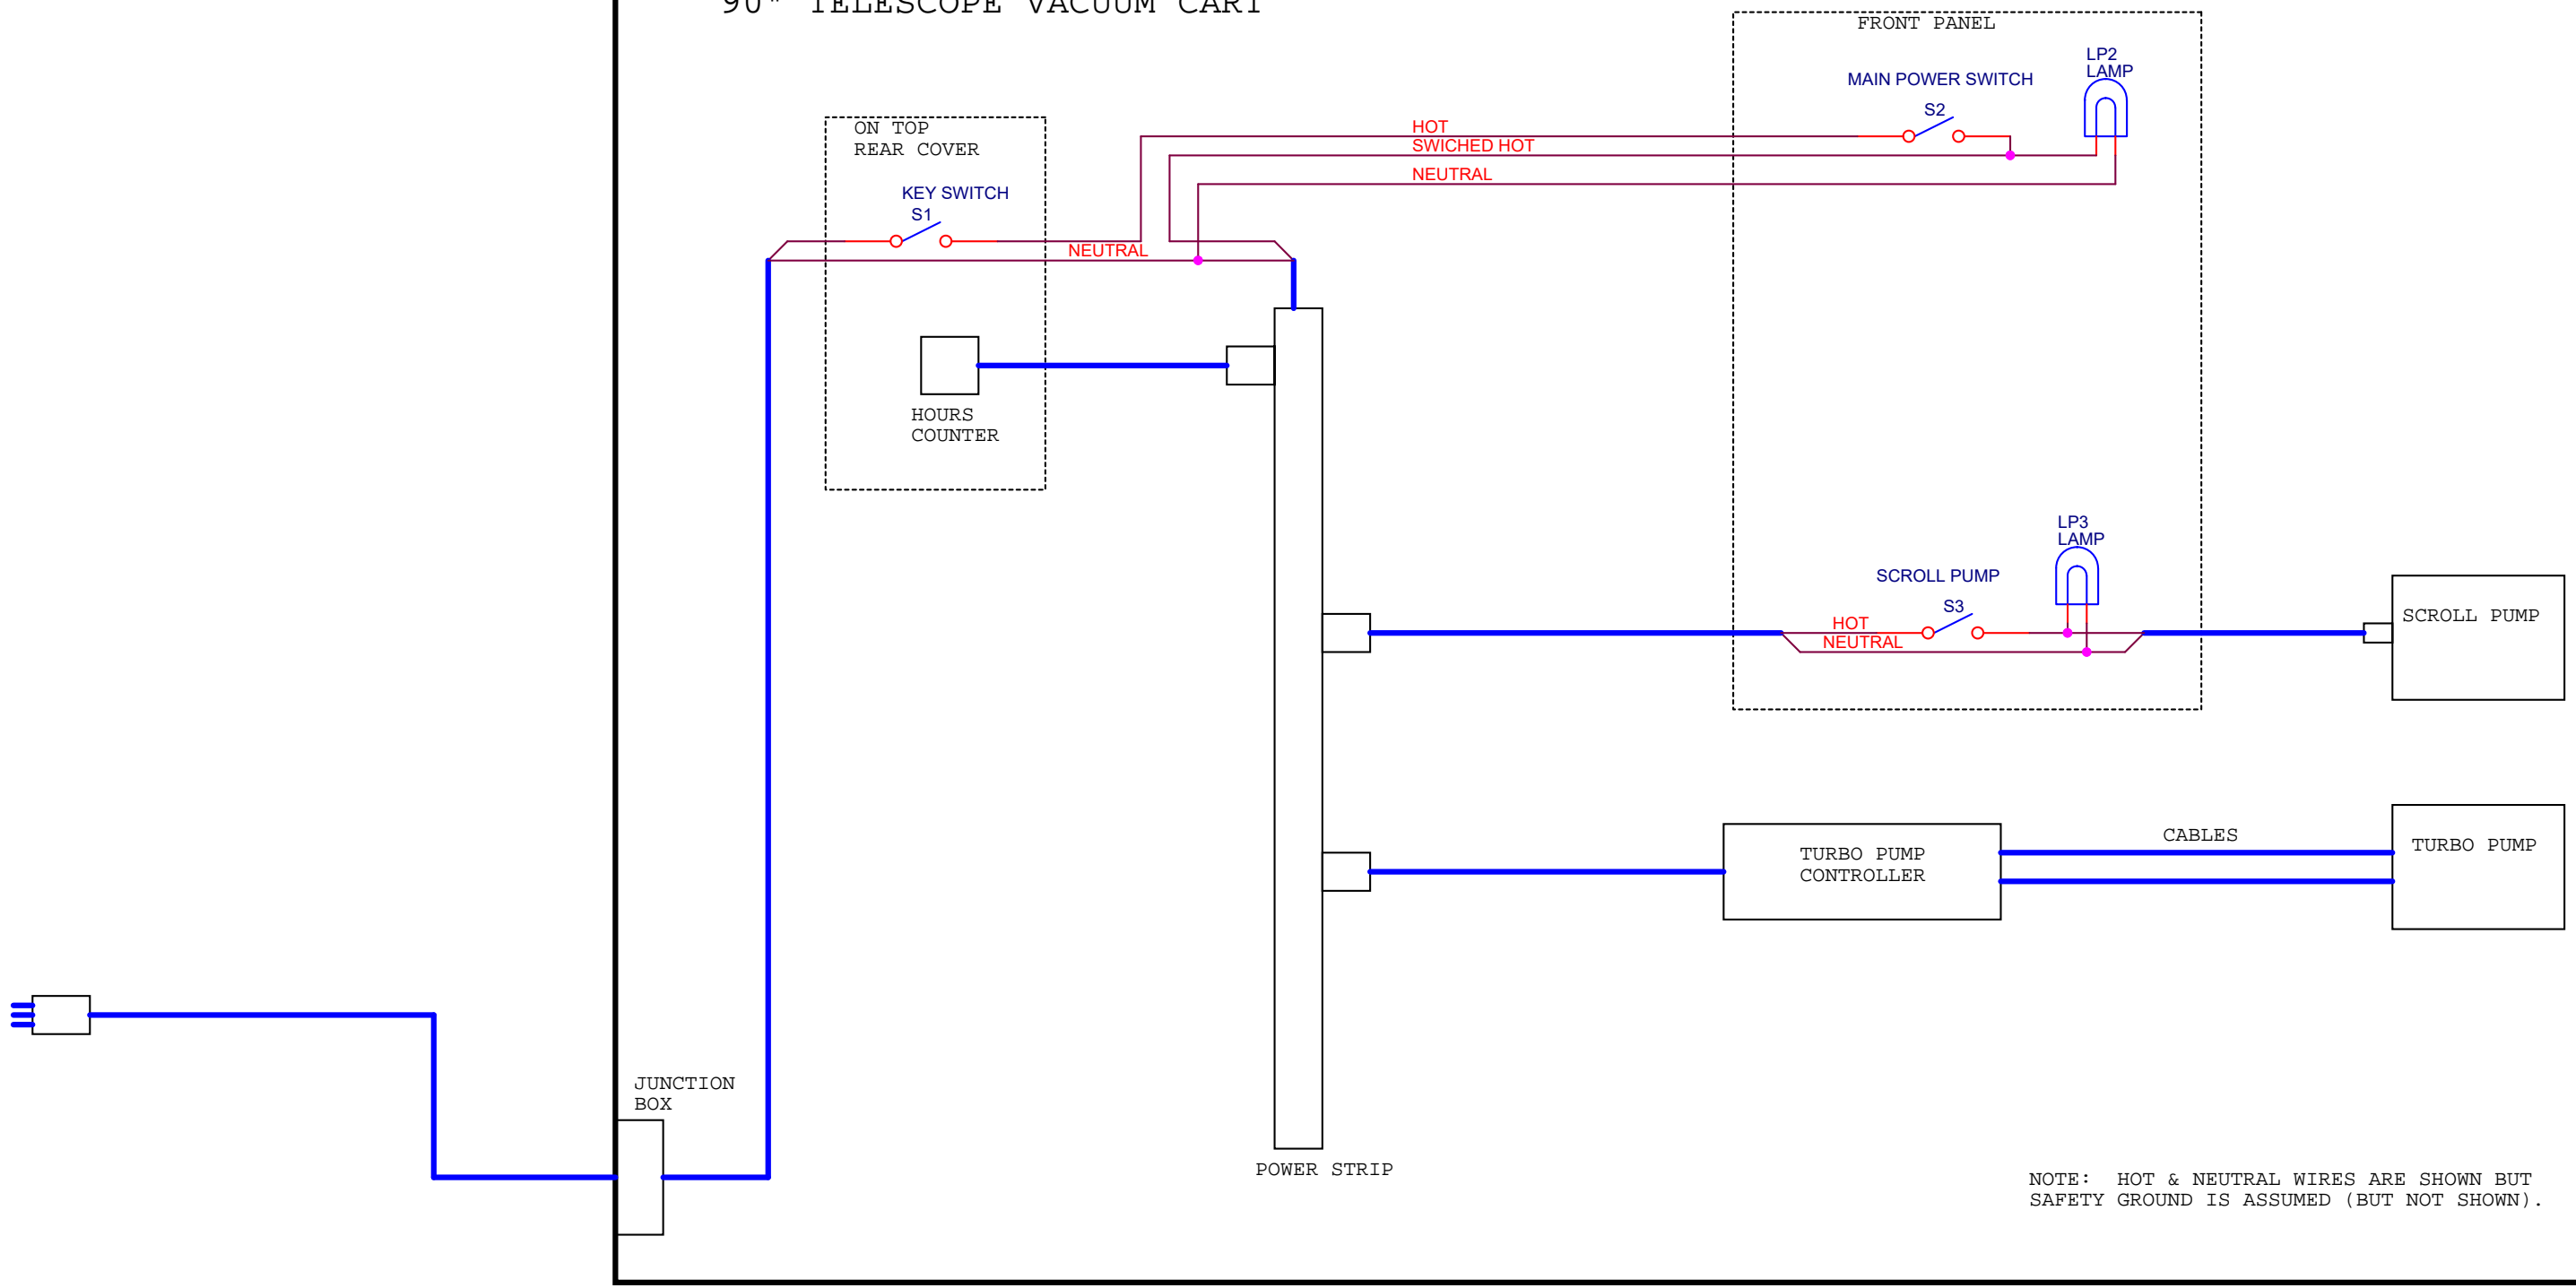 90" TELESCOPE VACUUM CART
FRONT PANEL
LP2
LAMP
MAIN POWER SWITCH
S2
ON TOP
REAR COVER
HOT
SWICHED HOT
NEUTRAL
KEY SWITCH
S1
NEUTRAL
HOURS
COUNTER
LP3
LAMP
SCROLL PUMP
S3
HOT
NEUTRAL
SCROLL PUMP
TURBO PUMP
CONTROLLER
CABLES
TURBO PUMP
JUNCTION
BOX
POWER STRIP
NOTE:  HOT & NEUTRAL WIRES ARE SHOWN BUT
SAFETY GROUND IS ASSUMED (BUT NOT SHOWN).